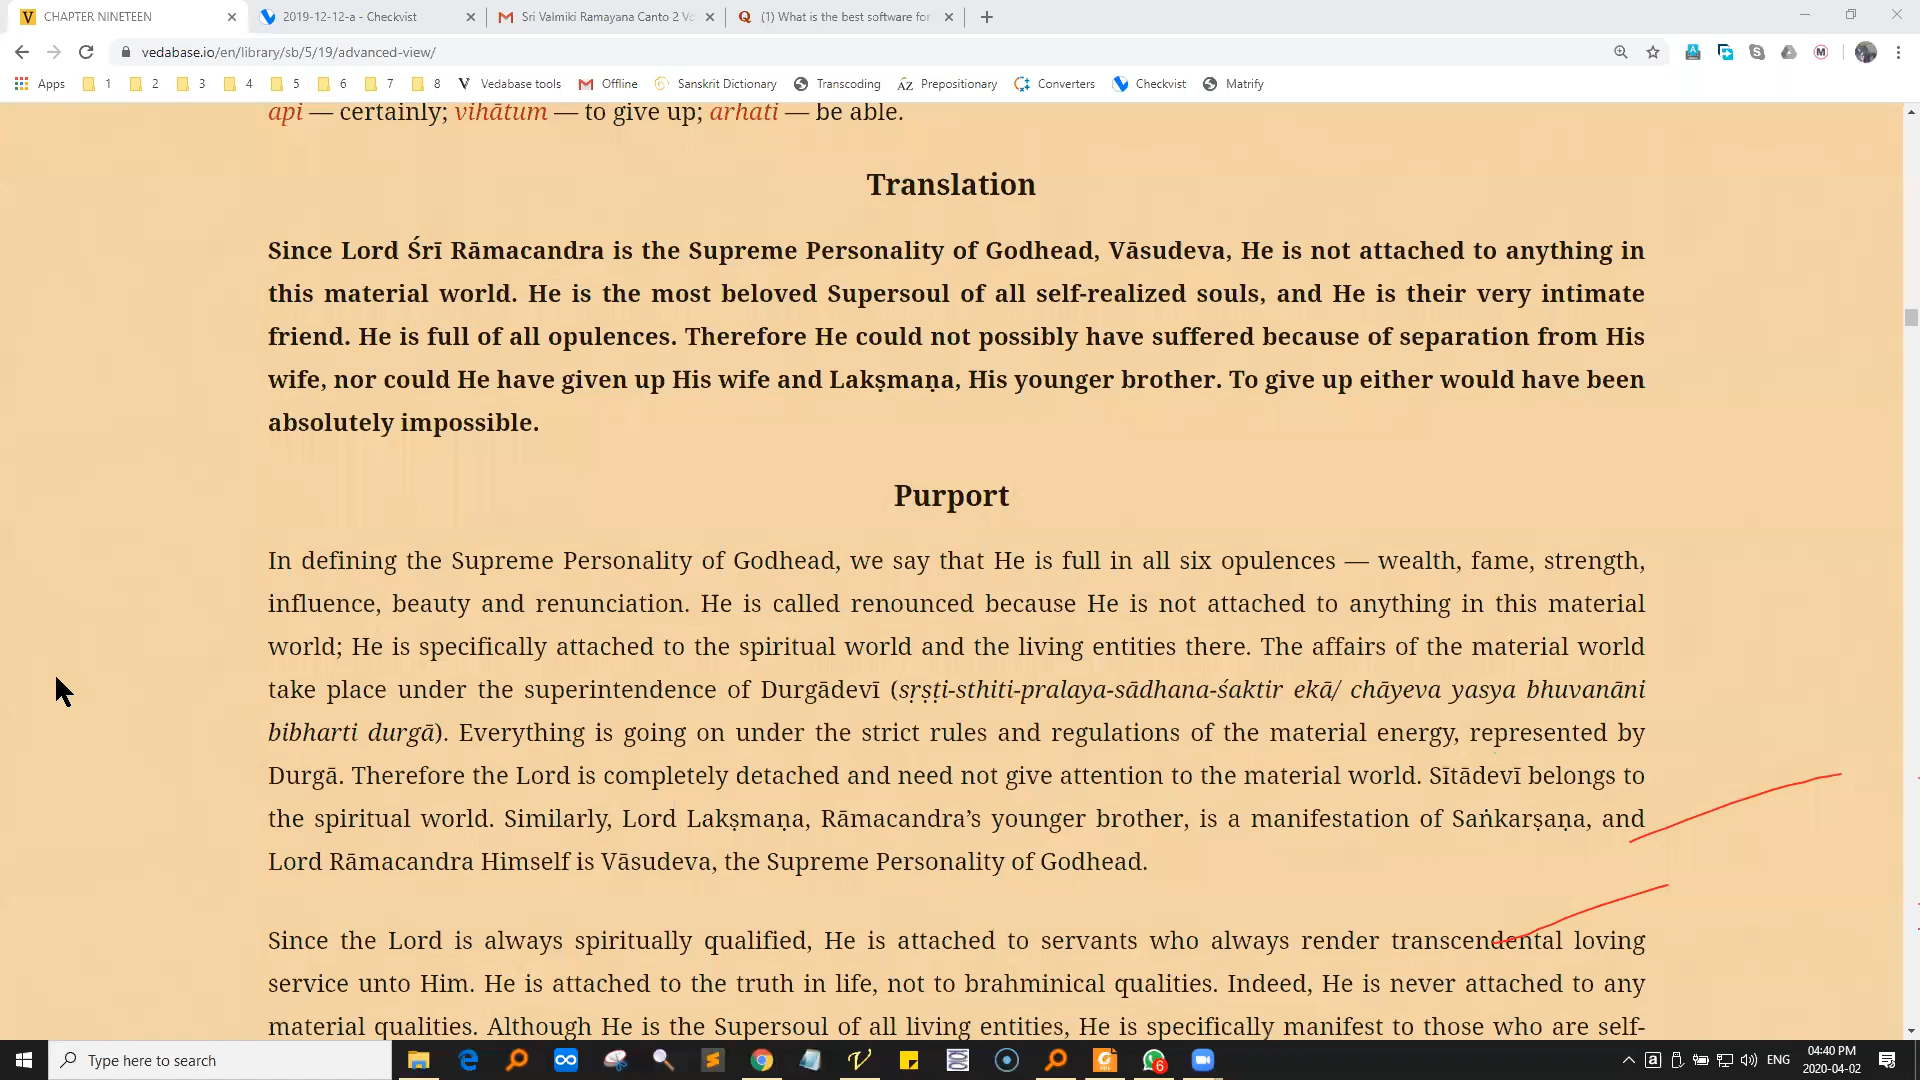 CHAPTER NINETEEN
2019-12-12-a - Checkvist
Sri Valmiki Ramayana Canto 2
(1) What is the best software for
vedabase.io/en/library/sb/5/19/advanced-view/
Apps 1 2 3 4 5 6 7 8 Vedabase tools Offline Sanskrit Dictionary Transcoding Prepositionary Converters Checkvist Matrify
api — certainly; vihātum — to give up; arhati — be able.
Translation
Since Lord Śrī Rāmacandra is the Supreme Personality of Godhead, Vāsudeva, He is not attached to anything in
this material world. He is the most beloved Supersoul of all self-realized souls, and He is their very intimate
friend. He is full of all opulences. Therefore He could not possibly have suffered because of separation from His
wife, nor could He have given up His wife and Lakṣmaṇa, His younger brother. To give up either would have been
absolutely impossible.
Purport
In defining the Supreme Personality of Godhead, we say that He is full in all six opulences — wealth, fame, strength,
influence, beauty and renunciation. He is called renounced because He is not attached to anything in this material
world; He is specifically attached to the spiritual world and the living entities there. The affairs of the material world
take place under the superintendence of Durgādevī (sṛṣṭi-sthiti-pralaya-sādhana-śaktir ekā/ chāyeva yasya bhuvanāni
bibharti durgā). Everything is going on under the strict rules and regulations of the material energy, represented by
Durgā. Therefore the Lord is completely detached and need not give attention to the material world. Sītādevī belongs to
the spiritual world. Similarly, Lord Lakṣmaṇa, Rāmacandra’s younger brother, is a manifestation of Saṅkarṣaṇa, and
Lord Rāmacandra Himself is Vāsudeva, the Supreme Personality of Godhead.
Since the Lord is always spiritually qualified, He is attached to servants who always render transcendental loving
service unto Him. He is attached to the truth in life, not to brahminical qualities. Indeed, He is never attached to any
material qualities. Although He is the Supersoul of all living entities, He is specifically manifest to those who are self-
Type here to search
6
ENG
04:40 PM
2020-04-02